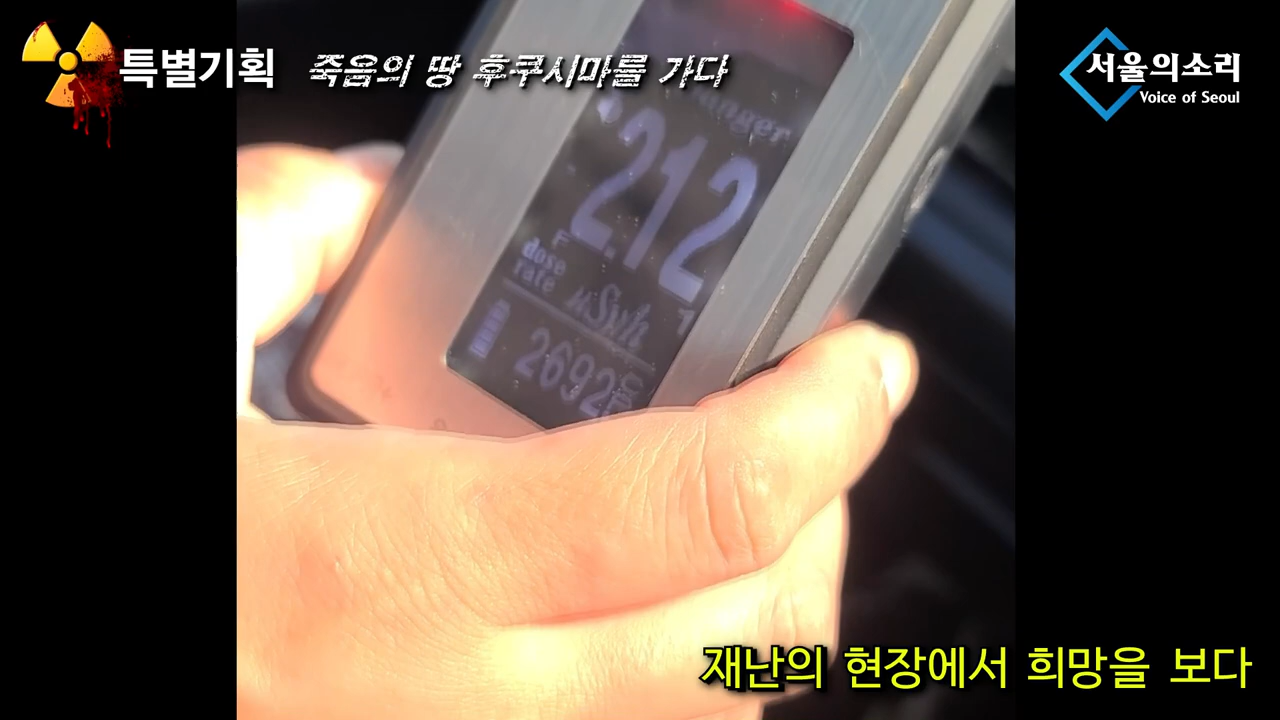 특별기획 죽음의 땅 후쿠시마를 가다
서울의소리
Voice of Seoul
2.12
dose
rate
μSv/h
재난의 현장에서 희망을 보다